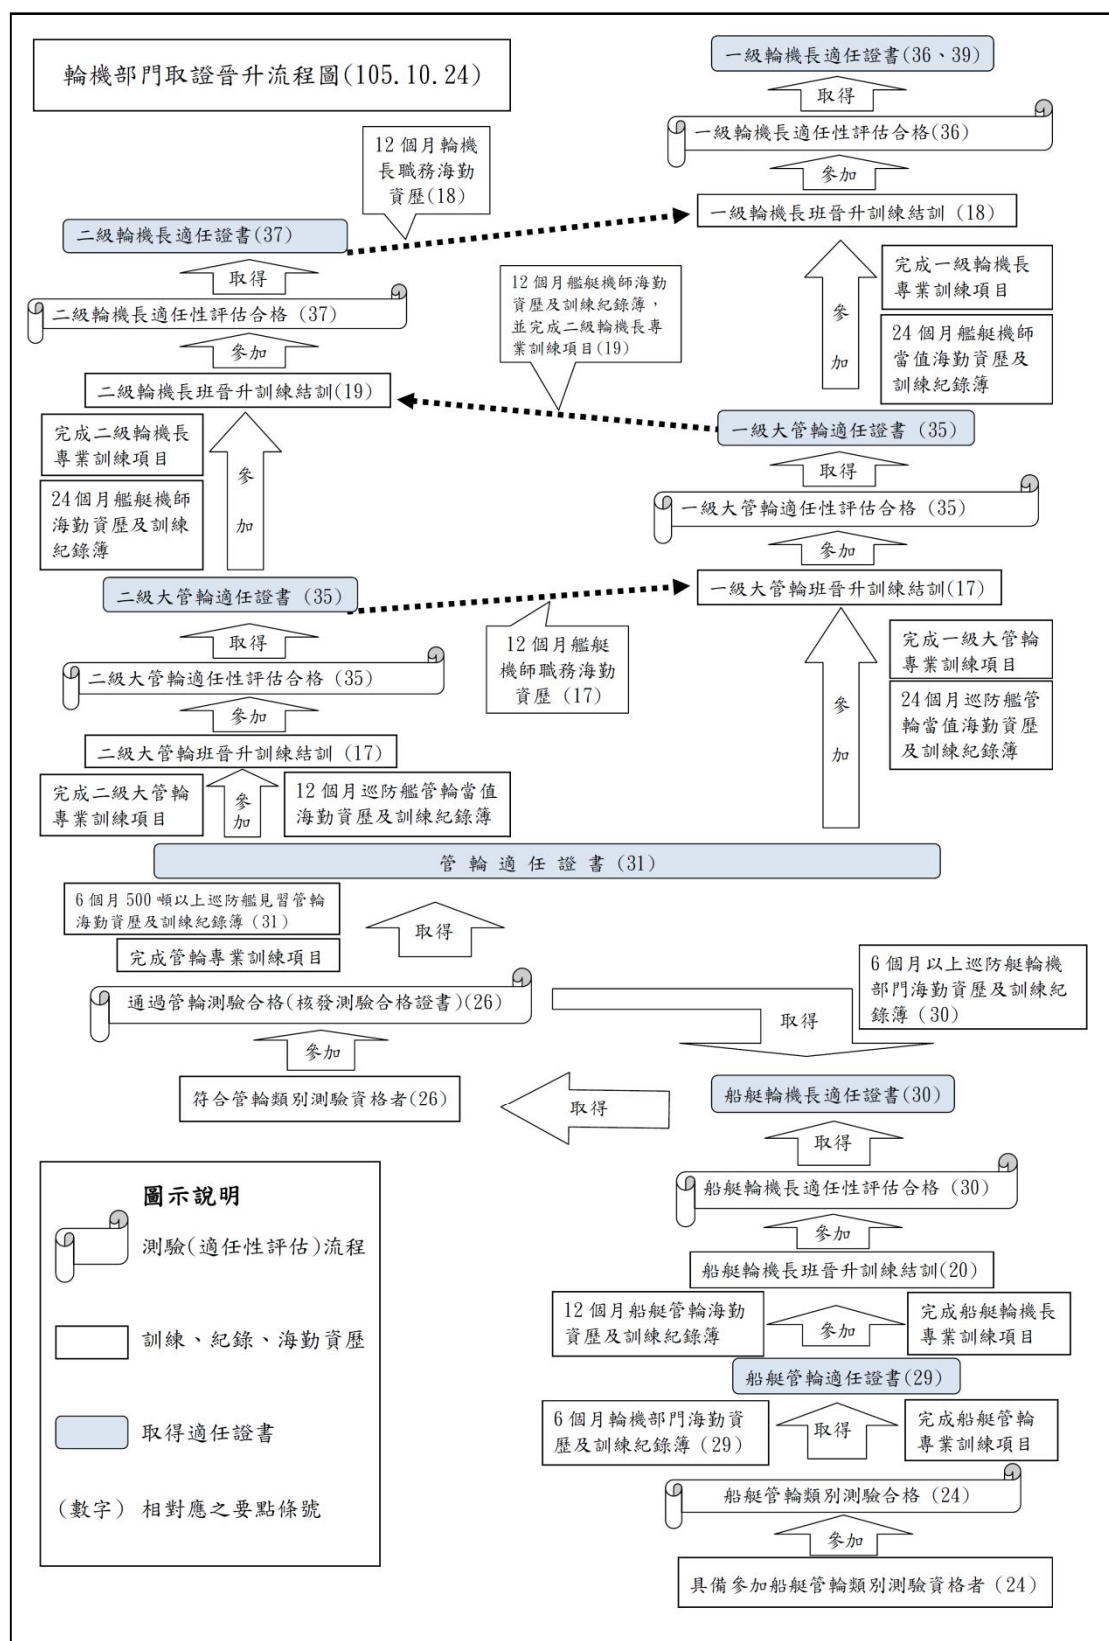 輪機部門取證晉升流程圖(105.10.24)
一級輪機長適任證書(36、39)
取得
一級輪機長適任性評估合格(36)
參加
一級輪機長班晉升訓練結訓 (18)
12個月輪機
長職務海勤
資歷(18)
二級輪機長適任證書(37)
取得
二級輪機長適任性評估合格 (37)
參加
二級輪機長班晉升訓練結訓(19)
12個月艦艇機師海勤
資歷及訓練紀錄簿，
並完成二級輪機長專
業訓練項目(19)
參
加
完成一級輪機長
專業訓練項目
24個月艦艇機師
當值海勤資歷及
訓練紀錄簿
完成二級輪機長
專業訓練項目
24個月艦艇機師
海勤資歷及訓練
紀錄簿
參
加
一級大管輪適任證書 (35)
取得
一級大管輪適任性評估合格 (35)
參加
一級大管輪班晉升訓練結訓(17)
二級大管輪適任證書 (35)
取得
二級大管輪適任性評估合格 (35)
參加
二級大管輪班晉升訓練結訓 (17)
12個月艦艇
機師職務海勤
資歷 (17)
參
加
完成一級大管輪
專業訓練項目
24個月巡防艦管
輪當值海勤資歷
及訓練紀錄簿
完成二級大管輪
專業訓練項目
參
加
12個月巡防艦管輪當值
海勤資歷及訓練紀錄簿
管 輪 適 任 證 書 (31)
6個月500噸以上巡防艦見習管輪
海勤資歷及訓練紀錄簿 (31)
完成管輪專業訓練項目
取得
通過管輪測驗合格(核發測驗合格證書)(26)
參加
符合管輪類別測驗資格者(26)
取得
6個月以上巡防艇輪機
部門海勤資歷及訓練紀
錄簿 (30)
取得
船艇輪機長適任證書(30)
取得
船艇輪機長適任性評估合格 (30)
參加
船艇輪機長班晉升訓練結訓(20)
12個月船艇管輪海勤
資歷及訓練紀錄簿
參加
完成船艇輪機長
專業訓練項目
船艇管輪適任證書(29)
6個月輪機部門海勤資
歷及訓練紀錄簿 (29)
取得
完成船艇管輪
專業訓練項目
船艇管輪類別測驗合格 (24)
參加
具備參加船艇管輪類別測驗資格者 (24)
圖示說明
測驗(適任性評估)流程
訓練、紀錄、海勤資歷
取得適任證書
(數字) 相對應之要點條號